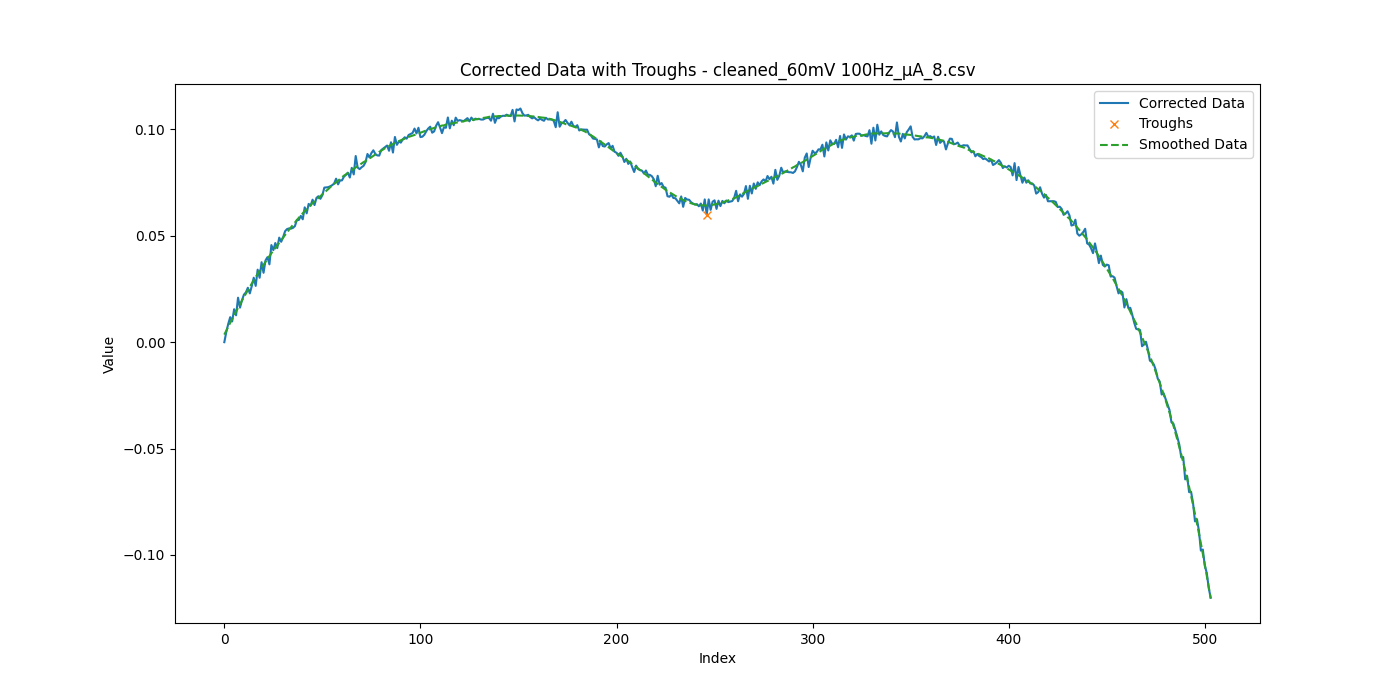 Corrected Data with Troughs - cleaned_60mV 100Hz_µA_8.csv
Corrected Data
Troughs
Smoothed Data
0.10
0.05
0.00
−0.05
−0.10
Value
0 100 200 300 400 500
Index